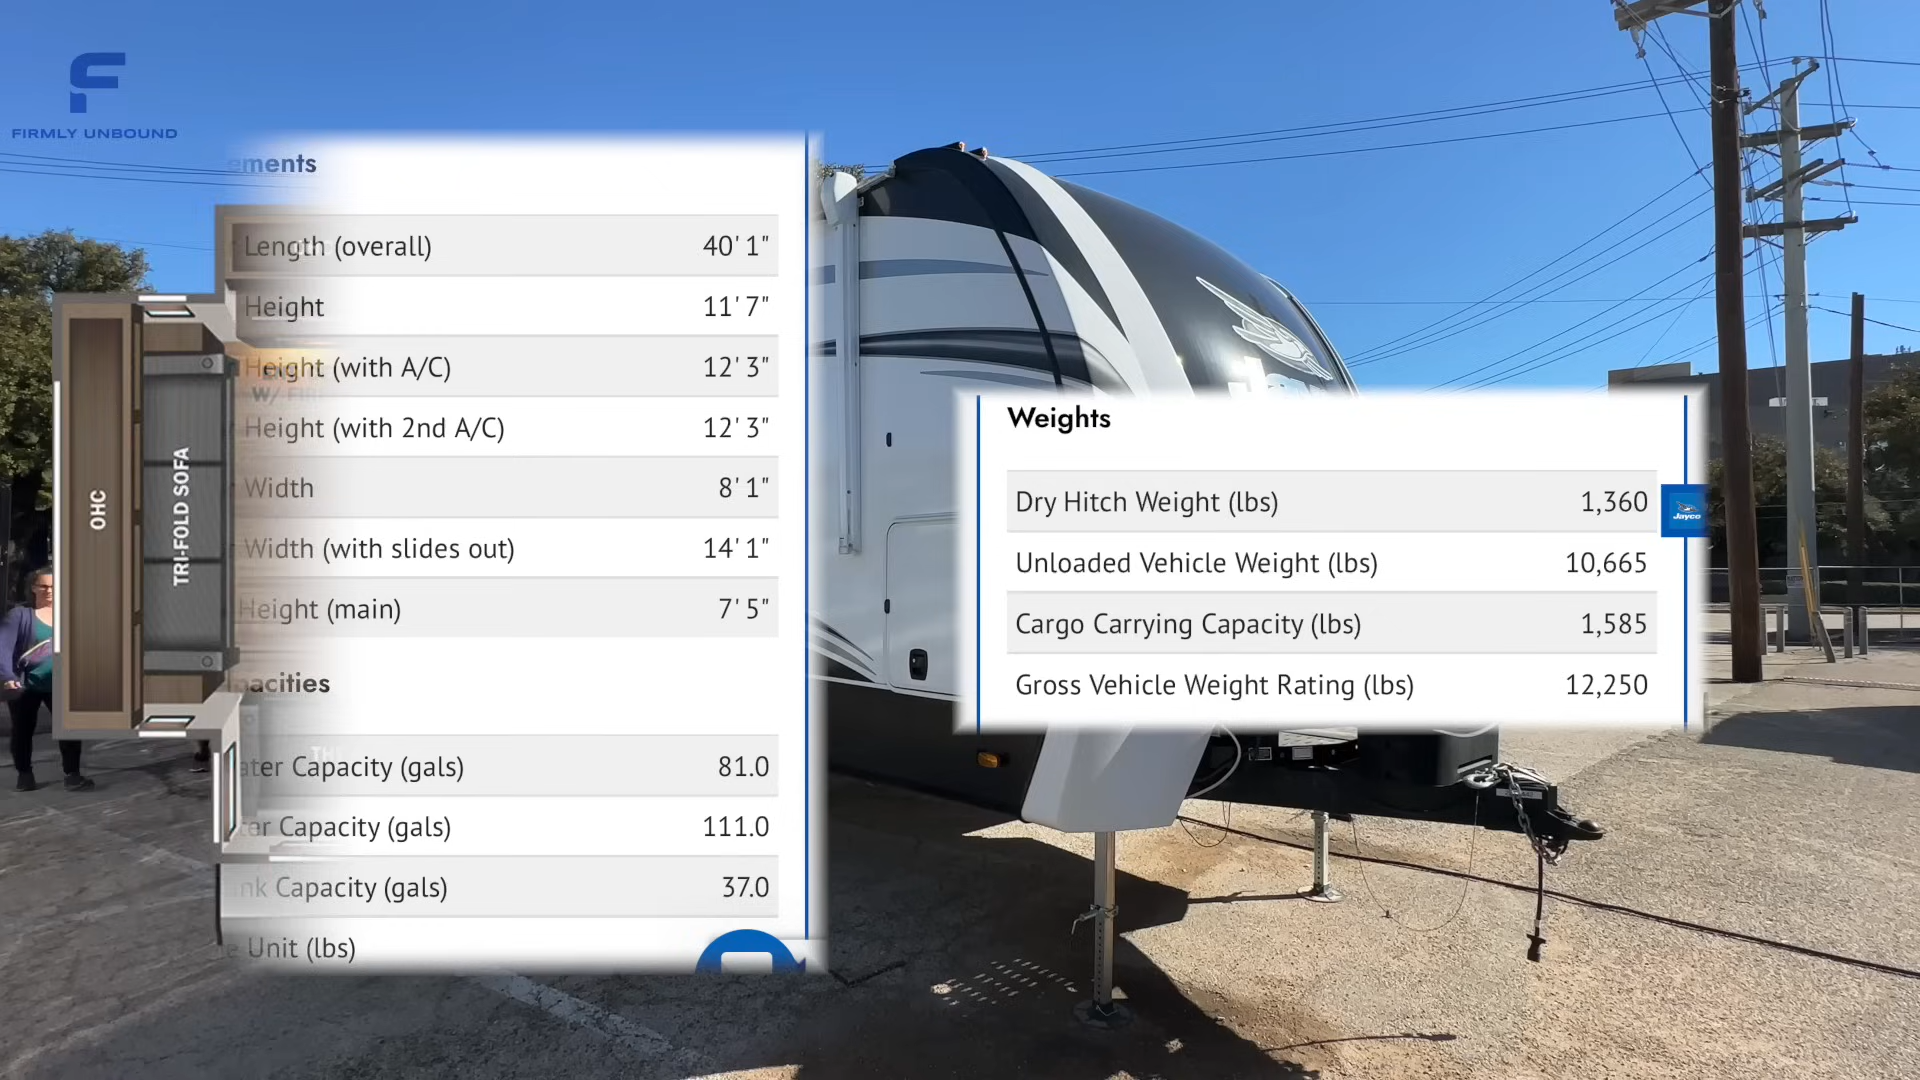 FIRMLY UNBOUND
ements
Length (overall) 40' 1"
Height 11' 7"
Height (with A/C) 12' 3"
Height (with 2nd A/C) 12' 3"
Width 8' 1"
Width (with slides out) 14' 1"
Height (main) 7' 5"
OHC
TRI-FOLD SOFA
W/ FIR
pacities
ater Capacity (gals) 81.0
ter Capacity (gals) 111.0
nk Capacity (gals) 37.0
e Unit (lbs)
Weights
Dry Hitch Weight (lbs) 1,360
Unloaded Vehicle Weight (lbs) 10,665
Cargo Carrying Capacity (lbs) 1,585
Gross Vehicle Weight Rating (lbs) 12,250
Jayco